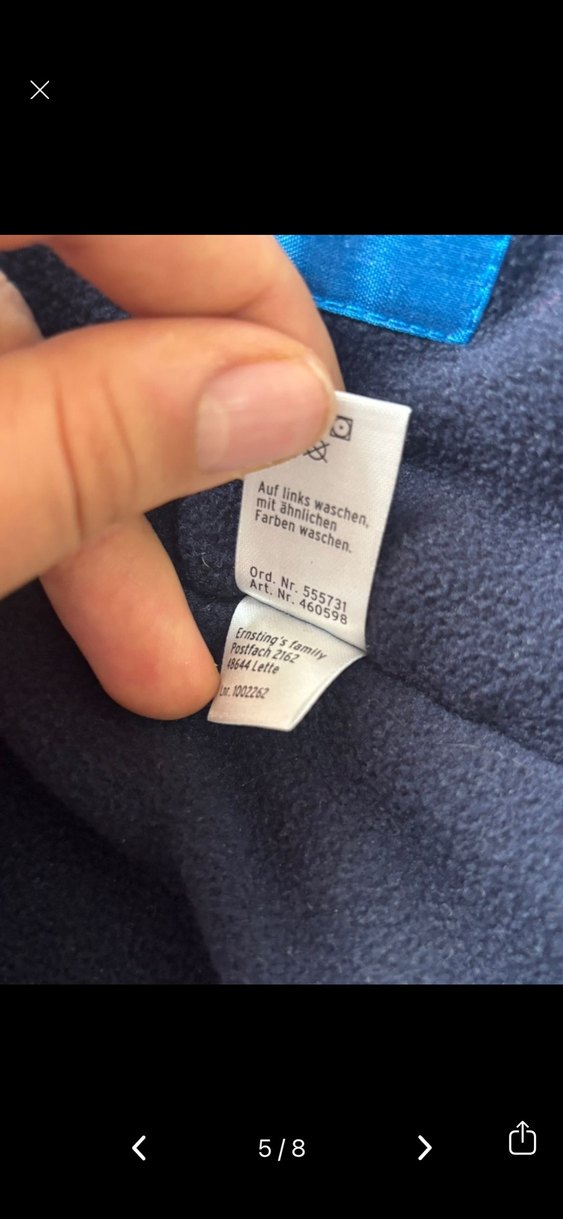 Auf links waschen,
mit ähnlichen
Farben waschen.
Ord. Nr. 555731
Art. Nr. 460598
Ernsting's family
Postfach 2162
48644 Lette
Lnr. 1002262
5/8